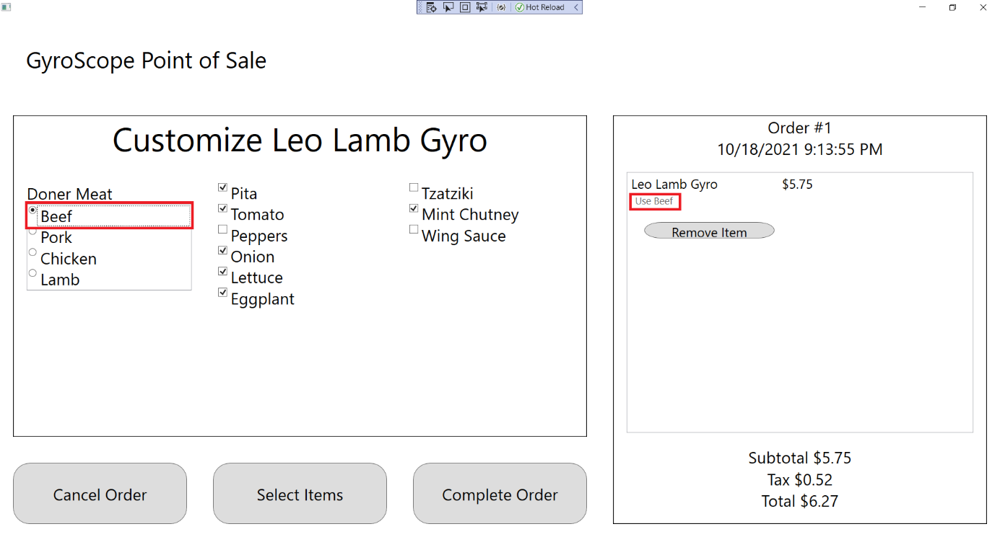 Hot Reload
GyroScope Point of Sale
Customize Leo Lamb Gyro
Doner Meat
Beef
Pork
Chicken
Lamb
Pita
Tomato
Peppers
Onion
Lettuce
Eggplant
Tzatziki
Mint Chutney
Wing Sauce
Cancel Order
Select Items
Complete Order
Order #1
10/18/2021 9:13:55 PM
Leo Lamb Gyro $5.75
Use Beef
Remove Item
Subtotal $5.75
Tax $0.52
Total $6.27